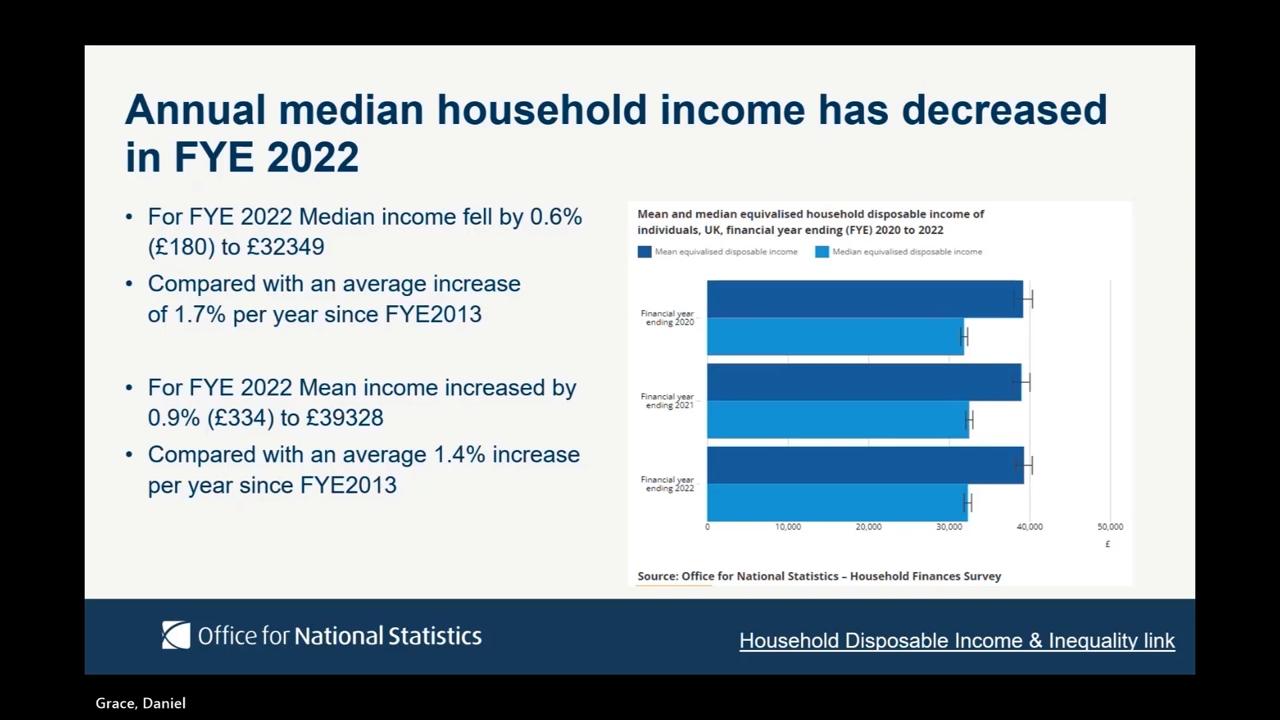 Annual median household income has decreased
in FYE 2022
• For FYE 2022 Median income fell by 0.6%
(£180) to £32349
• Compared with an average increase
of 1.7% per year since FYE2013
• For FYE 2022 Mean income increased by
0.9% (£334) to £39328
• Compared with an average 1.4% increase
per year since FYE2013
Mean and median equivalised household disposable income of
individuals, UK, financial year ending (FYE) 2020 to 2022
Mean equivalised disposable income
Median equivalised disposable income
Financial year
ending 2020
Financial year
ending 2021
Financial year
ending 2022
0 10,000 20,000 30,000 40,000 50,000
£
Source: Office for National Statistics – Household Finances Survey
Office for National Statistics
Household Disposable Income & Inequality link
Grace, Daniel